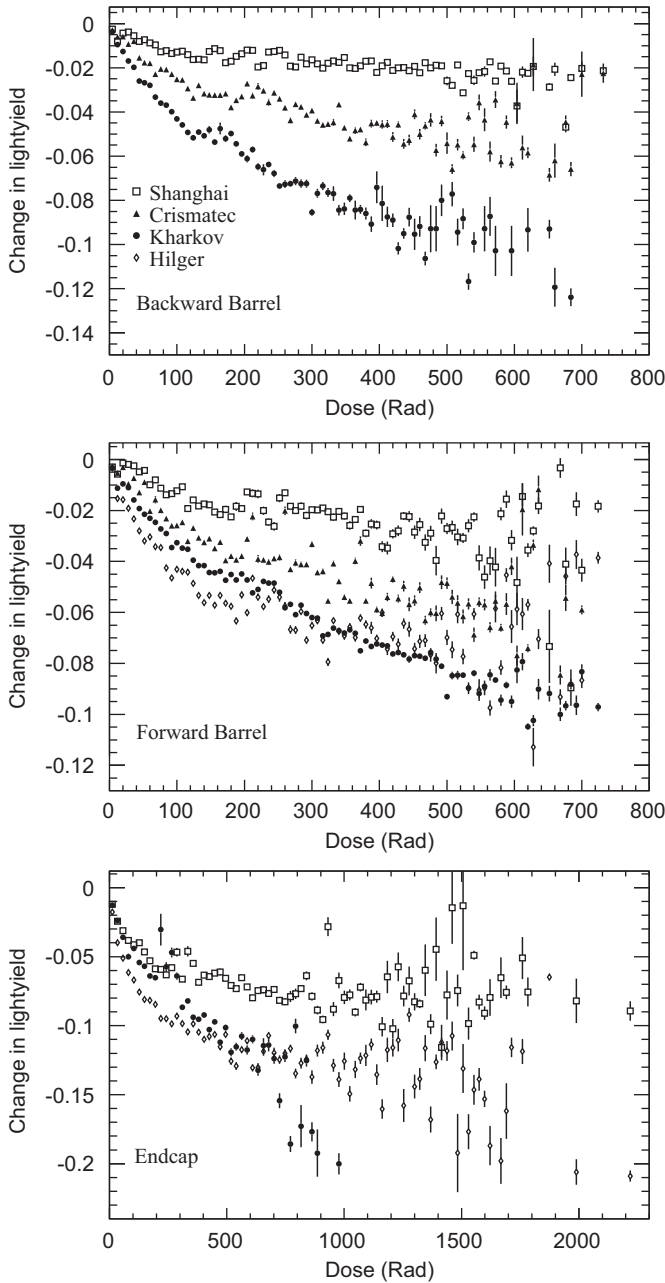 0
-0.02
-0.04
-0.06
-0.08
-0.1
-0.12
-0.14
Change in lightyield
Shanghai
Crismatec
Kharkov
Hilger
Backward Barrel
0 100 200 300 400 500 600 700 800
Dose (Rad)
0
-0.02
-0.04
-0.06
-0.08
-0.1
-0.12
Change in lightyield
Forward Barrel
0 100 200 300 400 500 600 700 800
Dose (Rad)
0
-0.05
-0.1
-0.15
-0.2
Change in lightyield
Endcap
0 500 1000 1500 2000
Dose (Rad)